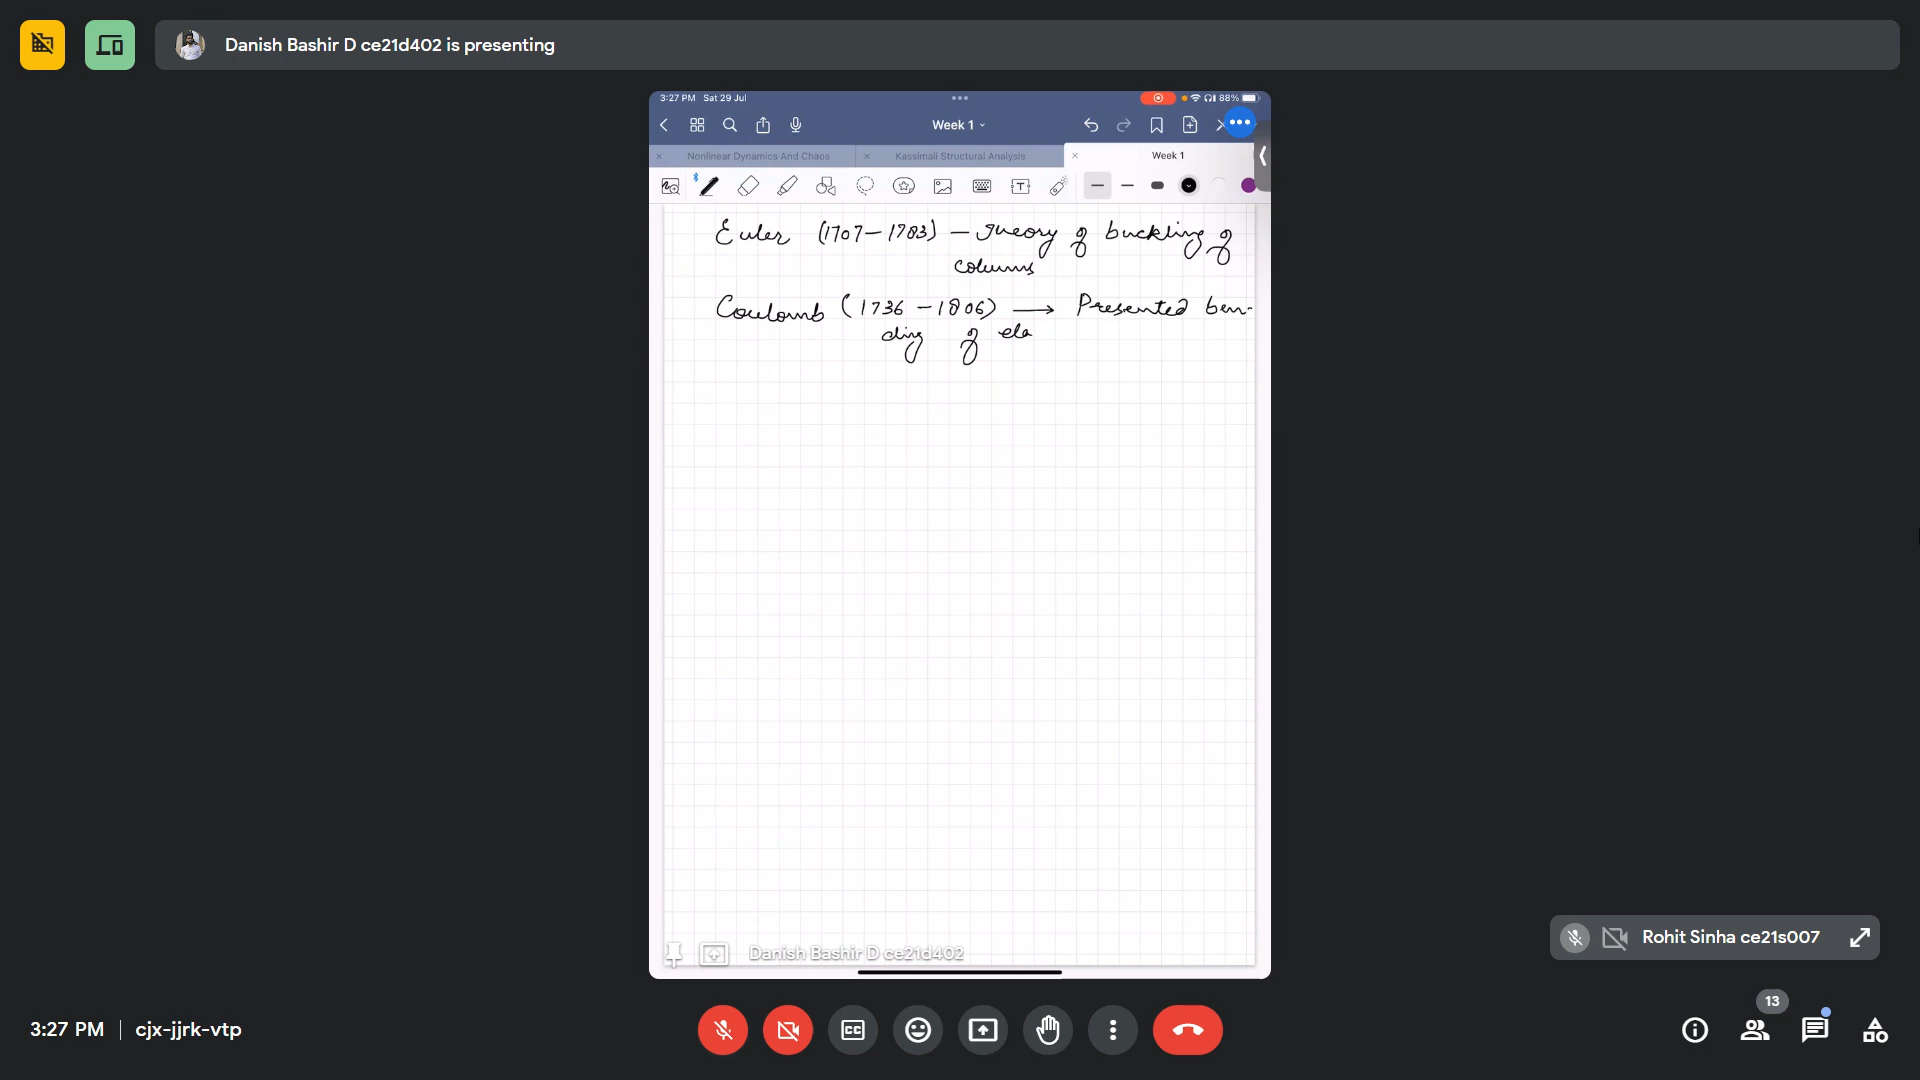 Danish Bashir D ce21d402 is presenting
3:27 PM Sat 29 Jul
88%
Week 1
Nonlinear Dynamics And Chaos
Kassimali Structural Analysis
Week 1
Euler (1707-1783) - Theory of buckling of
columns
Coulomb (1736-1806) → Presented ben-
ding of ela
Danish Bashir D ce21d402
Rohit Sinha ce21s007
3:27 PM | cjx-jjrk-vtp
CC
13